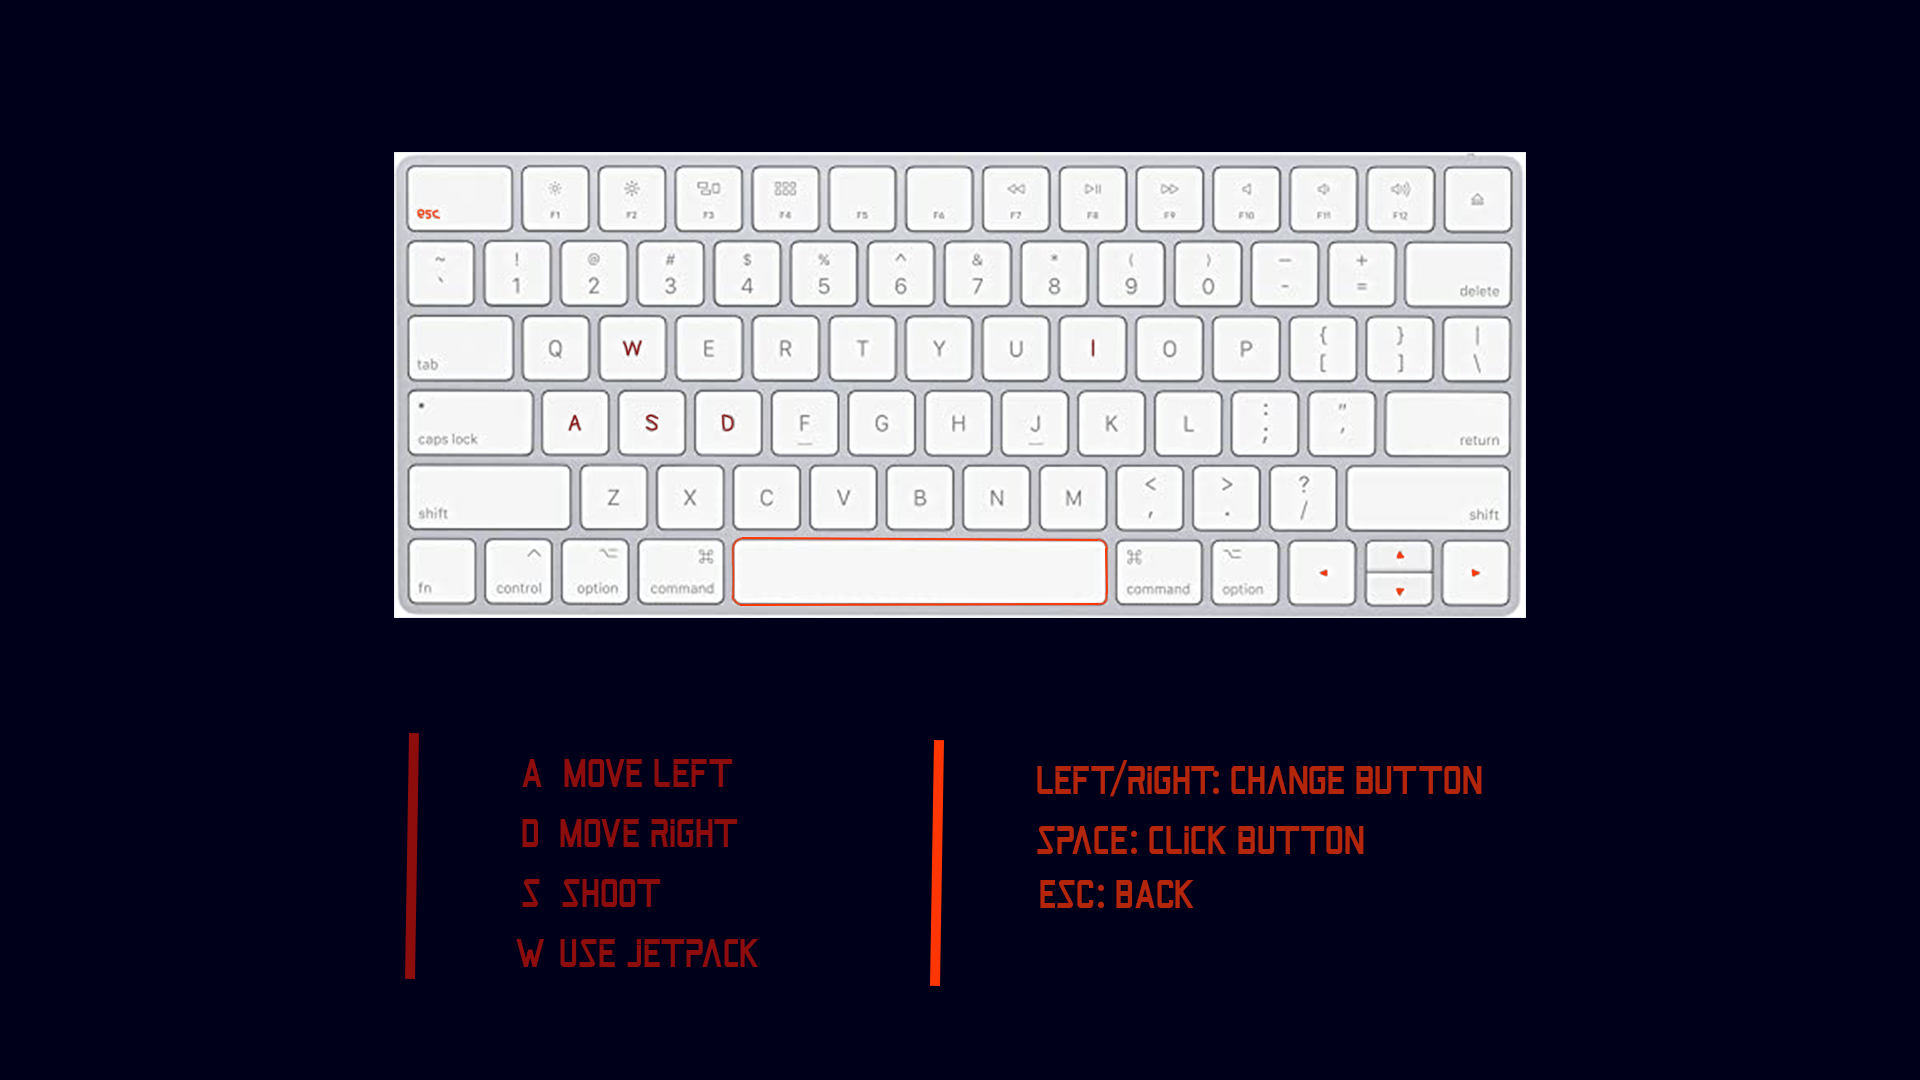 esc F1 F2 F3 F4 F5 F6 F7 F8 F9 F10 F11 F12
~ ! @ # $ % ^ & * ( ) — +
` 1 2 3 4 5 6 7 8 9 0 - = delete
tab Q W E R T Y U I O P { [ } ] | \
caps lock A S D F G H J K L : ; " ' return
shift Z X C V B N M < , > . ? / shift
fn control option command command option
A MOVE LEFT
D MOVE RIGHT
S SHOOT
W USE JETPACK
LEFT/RIGHT: CHANGE BUTTON
SPACE: CLICK BUTTON
ESC: BACK